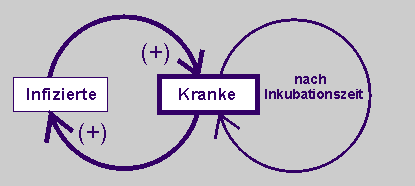 (+)
nach
Infizierte
Kranke
Inkubationszeit
(+)